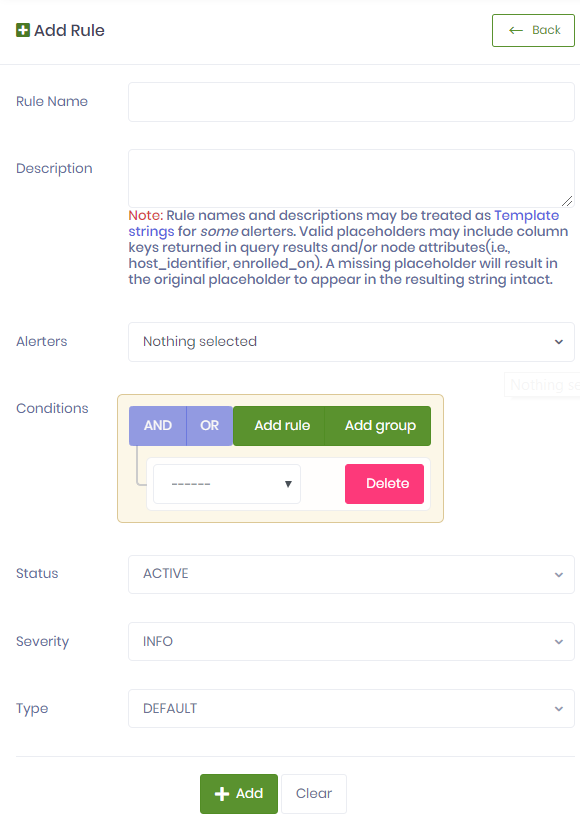 Add Rule
← Back
Rule Name
Description
Note: Rule names and descriptions may be treated as Template
strings for some alerters. Valid placeholders may include column
keys returned in query results and/or node attributes(i.e.,
host_identifier, enrolled_on). A missing placeholder will result in
the original placeholder to appear in the resulting string intact.
Alerters
Nothing selected
Nothing se
Conditions
AND OR Add rule Add group
------
Delete
Status
ACTIVE
Severity
INFO
Type
DEFAULT
Add
Clear